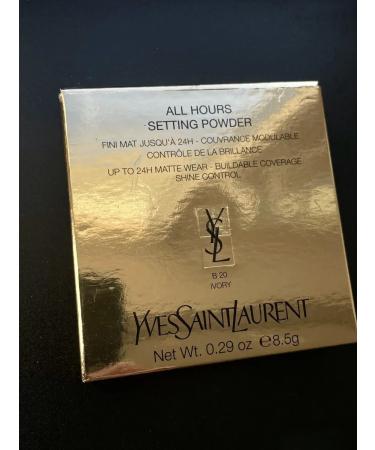 ALL HOURS
SETTING POWDER
FINI MAT JUSQU'À 24H - COUVRANCE MODULABLE
CONTRÔLE DE LA BRILLANCE
UP TO 24H MATTE WEAR - BUILDABLE COVERAGE
SHINE CONTROL
YSL
B 20
IVORY
YVESSAINTLAURENT
Net Wt. 0.29 oz ℮8.5g